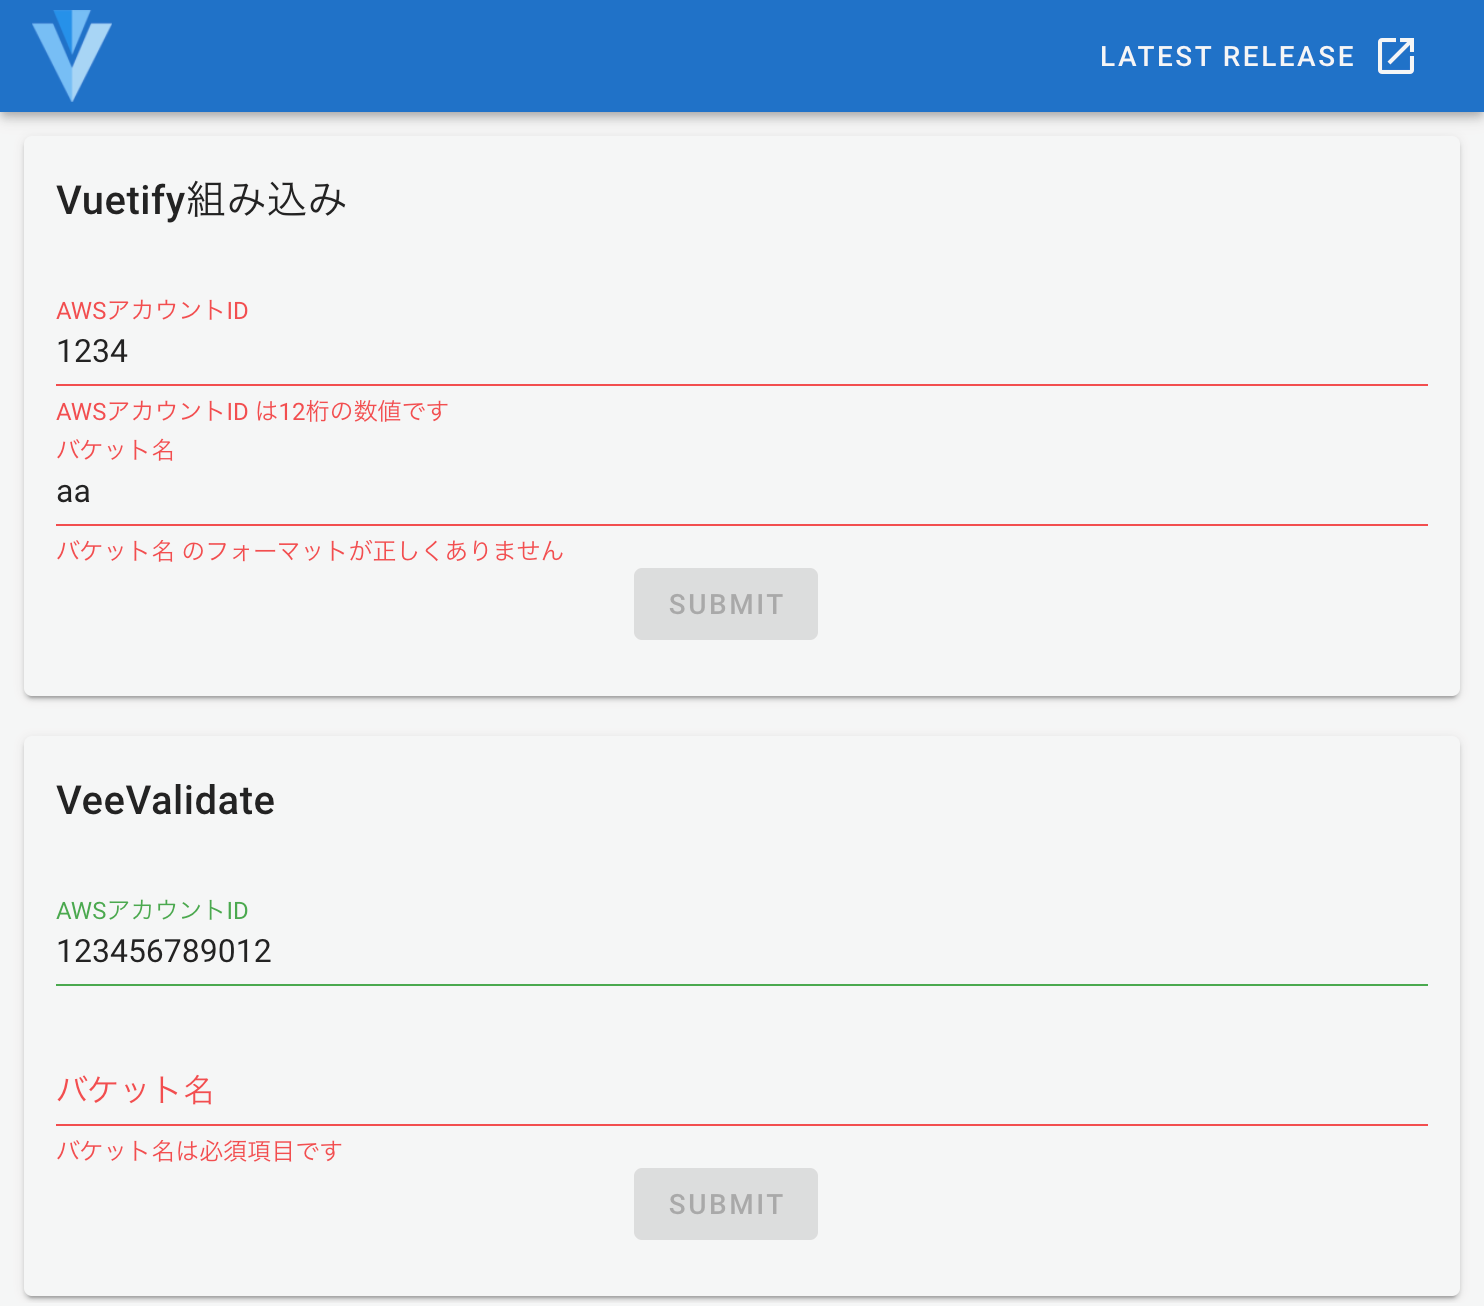 LATEST RELEASE
Vuetify組み込み
AWSアカウントID
1234
AWSアカウントID は12桁の数値です
バケット名
aa
バケット名 のフォーマットが正しくありません
SUBMIT
VeeValidate
AWSアカウントID
123456789012
バケット名
バケット名は必須項目です
SUBMIT